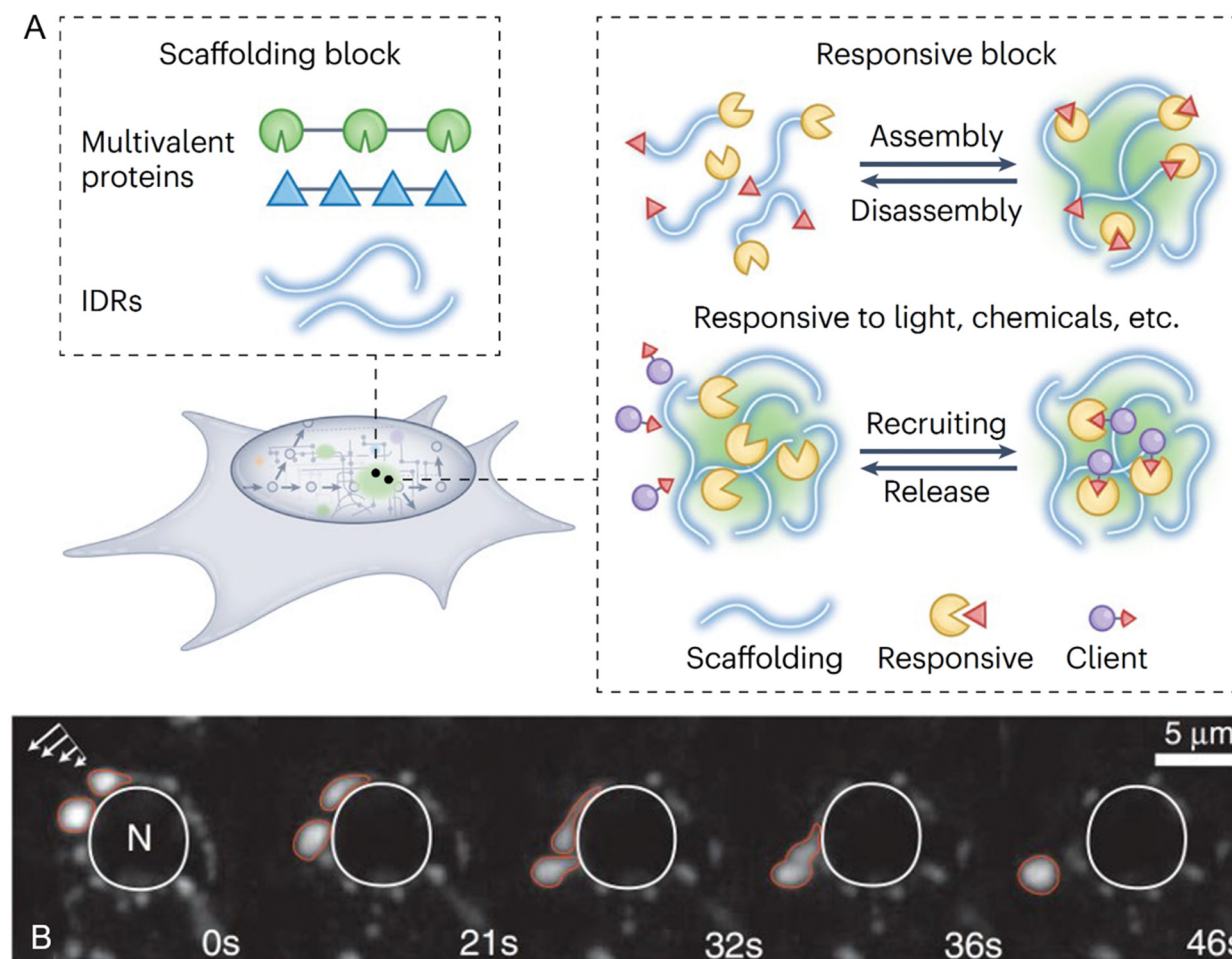 A
Scaffolding block
Multivalent
proteins
IDRs
Responsive block
Assembly
Disassembly
Responsive to light, chemicals, etc.
Recruiting
Release
Scaffolding
Responsive
Client
5 μm
N
B
0s
21s
32s
36s
46s